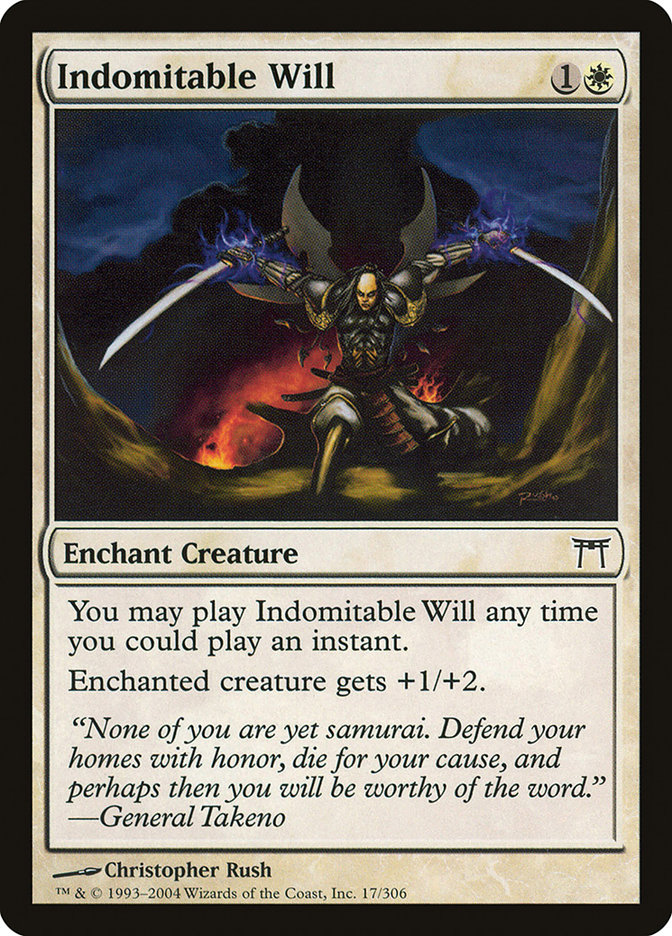 Indomitable Will 1
Rush
Enchant Creature
You may play Indomitable Will any time
you could play an instant.
Enchanted creature gets +1/+2.
“None of you are yet samurai. Defend your
homes with honor, die for your cause, and
perhaps then you will be worthy of the word.”
—General Takeno
Christopher Rush
™ & © 1993–2004 Wizards of the Coast, Inc. 17/306